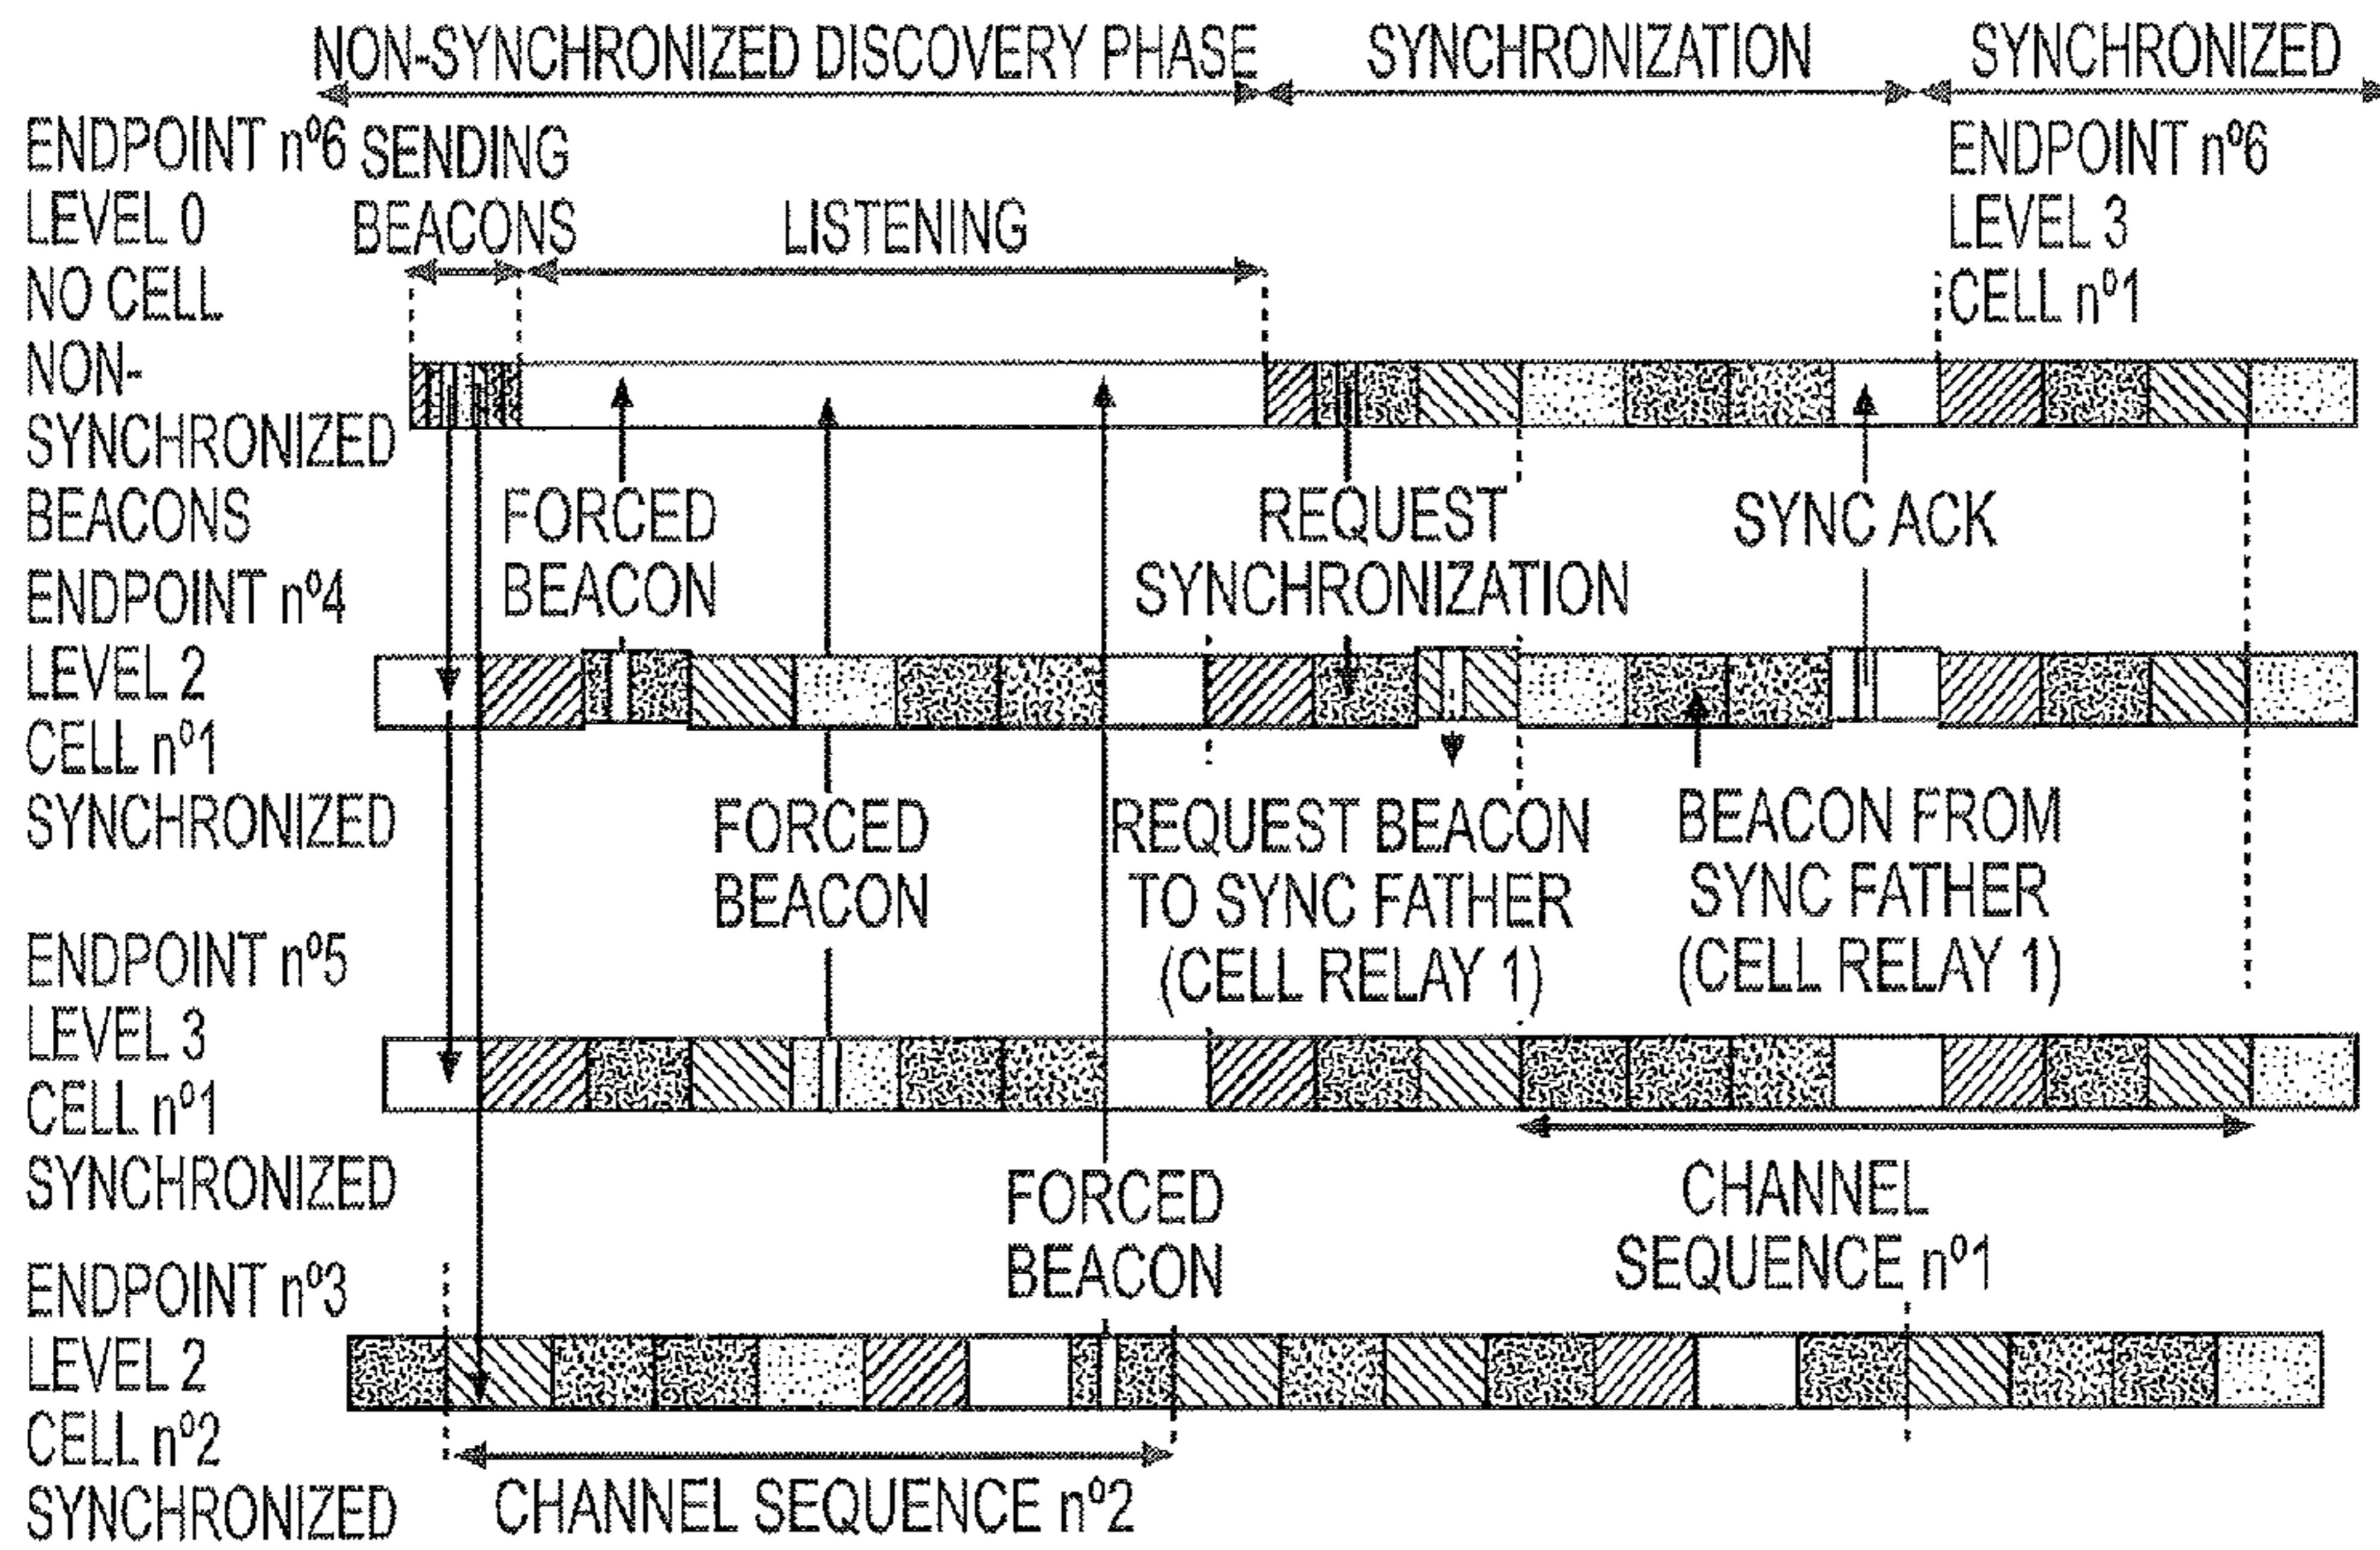 NON-SYNCHRONIZED DISCOVERY PHASE
SYNCHRONIZATION
SYNCHRONIZED
ENDPOINT nº6
LEVEL 0
NO CELL
NON-
SYNCHRONIZED
BEACONS
SENDING
BEACONS
LISTENING
ENDPOINT nº6
LEVEL 3
CELL nº1
FORCED
BEACON
REQUEST
SYNCHRONIZATION
SYNC ACK
ENDPOINT nº4
LEVEL 2
CELL nº1
SYNCHRONIZED
FORCED
BEACON
REQUEST BEACON
TO SYNC FATHER
(CELL RELAY 1)
BEACON FROM
SYNC FATHER
(CELL RELAY 1)
ENDPOINT nº5
LEVEL 3
CELL nº1
SYNCHRONIZED
FORCED
BEACON
CHANNEL
SEQUENCE nº1
ENDPOINT nº3
LEVEL 2
CELL nº2
SYNCHRONIZED
CHANNEL SEQUENCE nº2